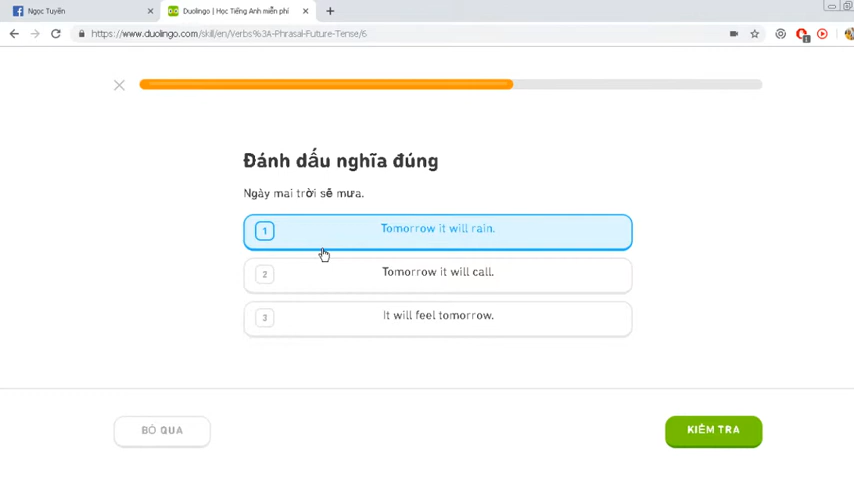 Ngọc Tuyền
Duolingo | Học Tiếng Anh miễn phí
https://www.duolingo.com/skill/en/Verbs%3A-Phrasal-Future-Tense/6
Đánh dấu nghĩa đúng
Ngày mai trời sẽ mưa.
1 Tomorrow it will rain.
2 Tomorrow it will call.
3 It will feel tomorrow.
BỎ QUA
KIỂM TRA